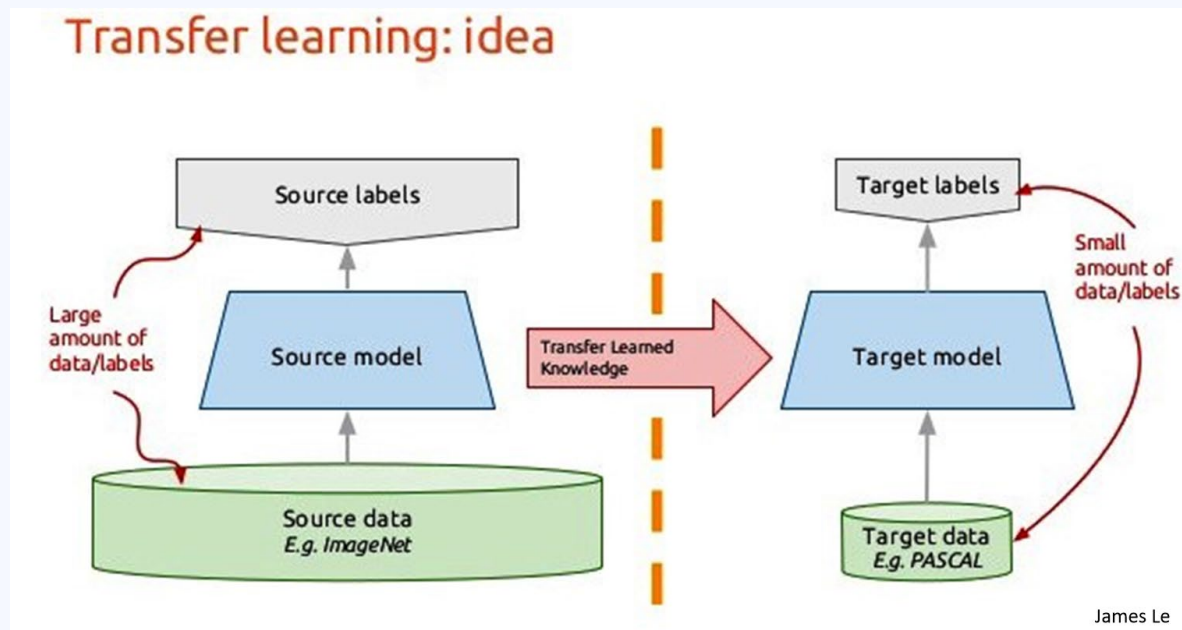 Transfer learning: idea
Source labels
Large
amount of
data/labels
Source model
Source data
E.g. ImageNet
Transfer Learned
Knowledge
Target labels
Small
amount of
data/labels
Target model
Target data
E.g. PASCAL
James Le